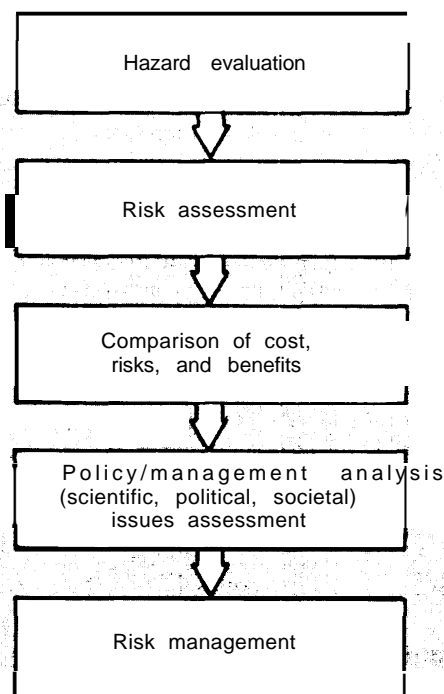 Hazard evaluation
Risk assessment
Comparison of cost,
risks, and benefits
Policy/management analysis
(scientific, political, societal)
issues assessment
Risk management